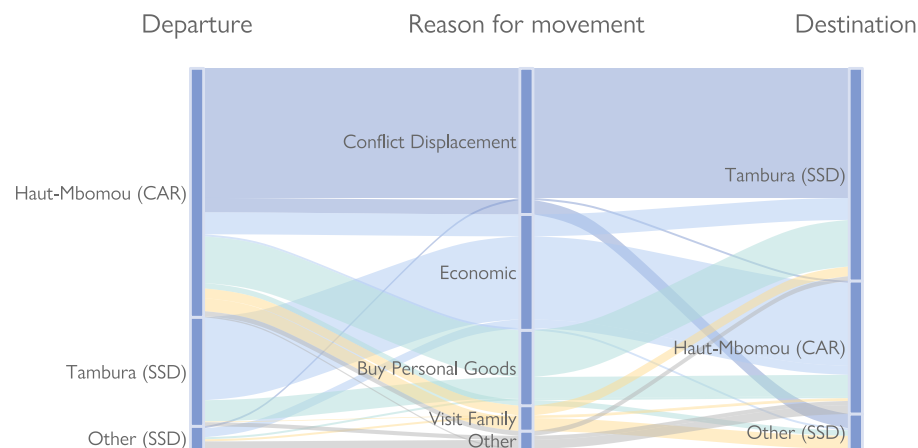 Departure
Reason for movement
Destination
Conflict Displacement
Tambura (SSD)
Haut-Mbomou (CAR)
Economic
Haut-Mbomou (CAR)
Tambura (SSD)
Buy Personal Goods
Visit Family
Other (SSD)
Other (SSD)
Other